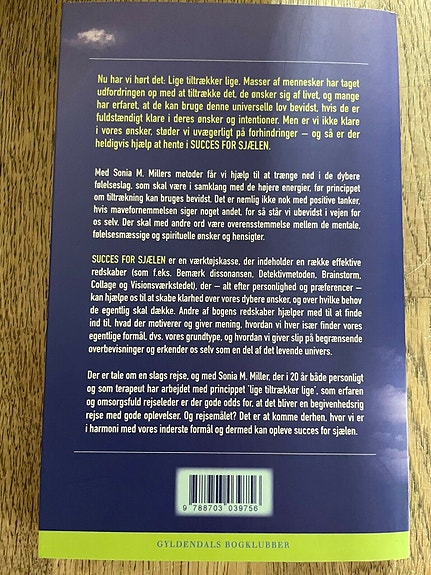 Nu har vi hørt det: Lige tiltrækker lige. Masser af mennesker har taget
udfordringen op med at tiltrække det, de ønsker sig af livet, og mange
har erfaret, at de kan bruge denne universelle lov bevidst, hvis de er
fuldstændigt klare i deres ønsker og intentioner. Men er vi ikke klare
i vores ønsker, støder vi uvægerligt på forhindringer – og så er der
heldigvis hjælp at hente i SUCCES FOR SJÆLEN.
Med Sonia M. Millers metoder får vi hjælp til at trænge ned i de dybere
følelseslag, som skal være i samklang med de højere energier, før princippet
om tiltrækning kan bruges bevidst. Det er nemlig ikke nok med positive tanker,
hvis mavefornemmelsen siger noget andet, for så står vi ubevidst i vejen for
os selv. Der skal med andre ord være overensstemmelse mellem de mentale,
følelsesmæssige og spirituelle ønsker og hensigter.
SUCCES FOR SJÆLEN er en værktøjskasse, der indeholder en række effektive
redskaber (som f.eks. Bemærk dissonansen, Detektivmetoden, Brainstorm,
Collage og Visionsværkstedet), der – alt efter personlighed og præferencer –
kan hjælpe os til at skabe klarhed over vores dybere ønsker, og over hvilke behov
de egentlig skal dække. Andre af bogens redskaber hjælper med til at finde
ind til, hvad der motiverer og giver mening, hvordan vi hver især finder vores
egentlige formål, dvs. vores grundtype, og hvordan vi giver slip på begrænsende
overbevisninger og erkender os selv som en del af det levende univers.
Der er tale om en slags rejse, og med Sonia M. Miller, der i 20 år både personligt
og som terapeut har arbejdet med princippet 'lige tiltrækker lige', som erfaren
og omsorgsfuld rejseleder er der gode odds for, at det bliver en begivenhedsrig
rejse med gode oplevelser. Og rejsemålet? Det er at komme derhen, hvor vi er
i harmoni med vores inderste formål og dermed kan opleve succes for sjælen.
9 788703 039756
GYLDENDALS BOGKLUBBER